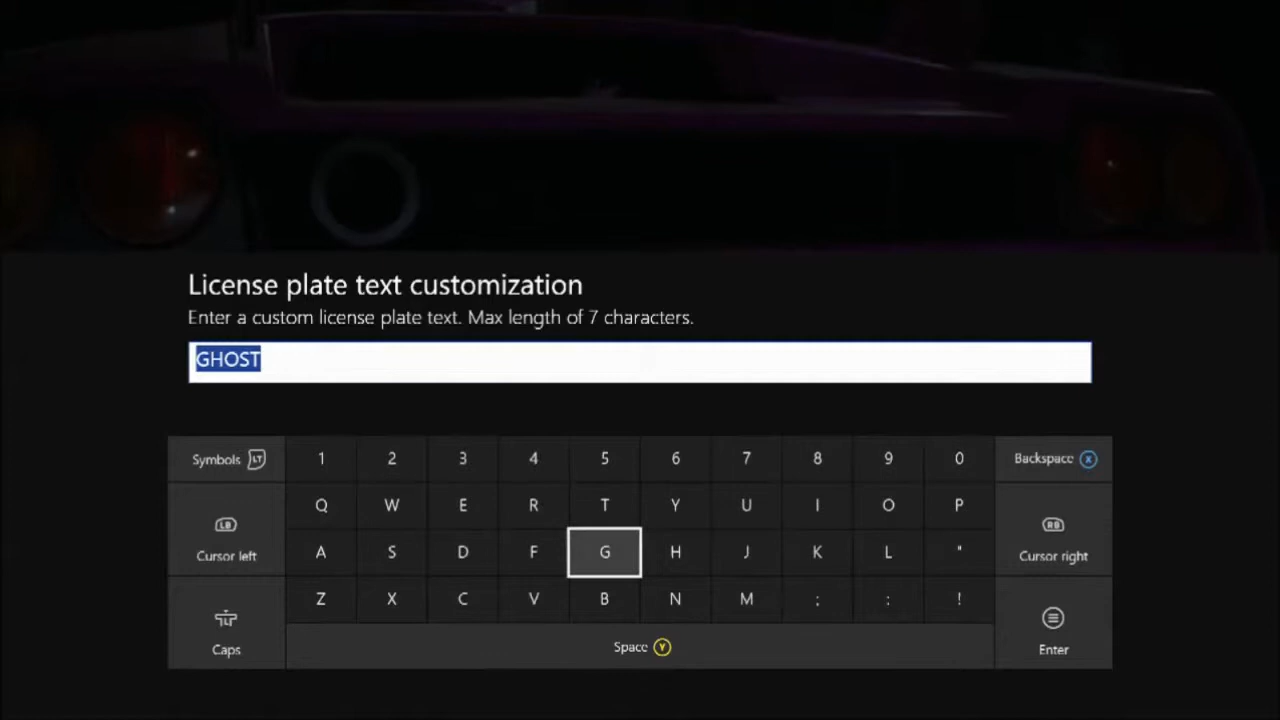 License plate text customization
Enter a custom license plate text. Max length of 7 characters.
GHOST
Symbols LT 1 2 3 4 5 6 7 8 9 0 Backspace X
Q W E R T Y U I O P
LB RB
Cursor left A S D F G H J K L " Cursor right
Z X C V B N M ; : !
LT
Caps Space Y Enter